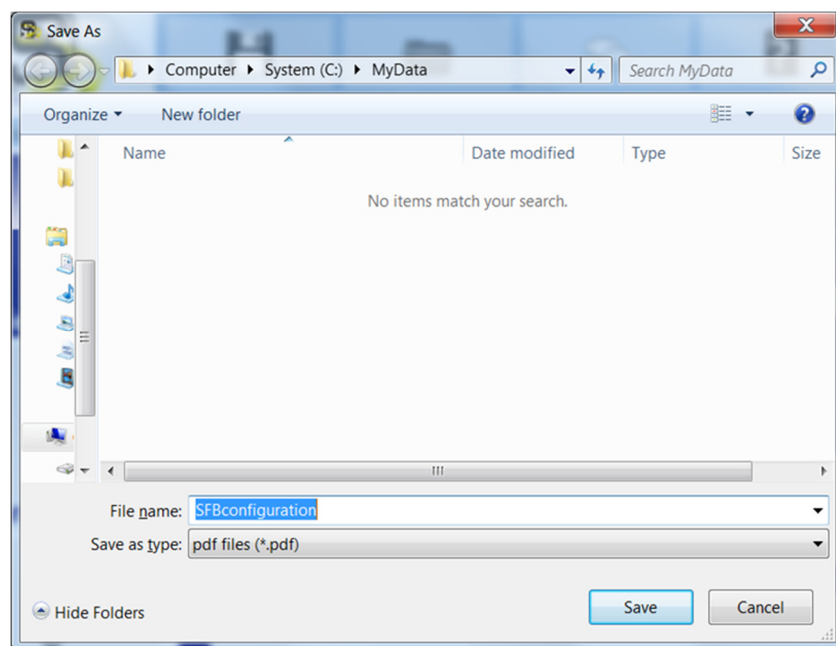 Save As
Computer System (C:) MyData Search MyData
Organize New folder
Name Date modified Type Size
No items match your search.
File name: SFBconfiguration
Save as type: pdf files (*.pdf)
Hide Folders Save Cancel